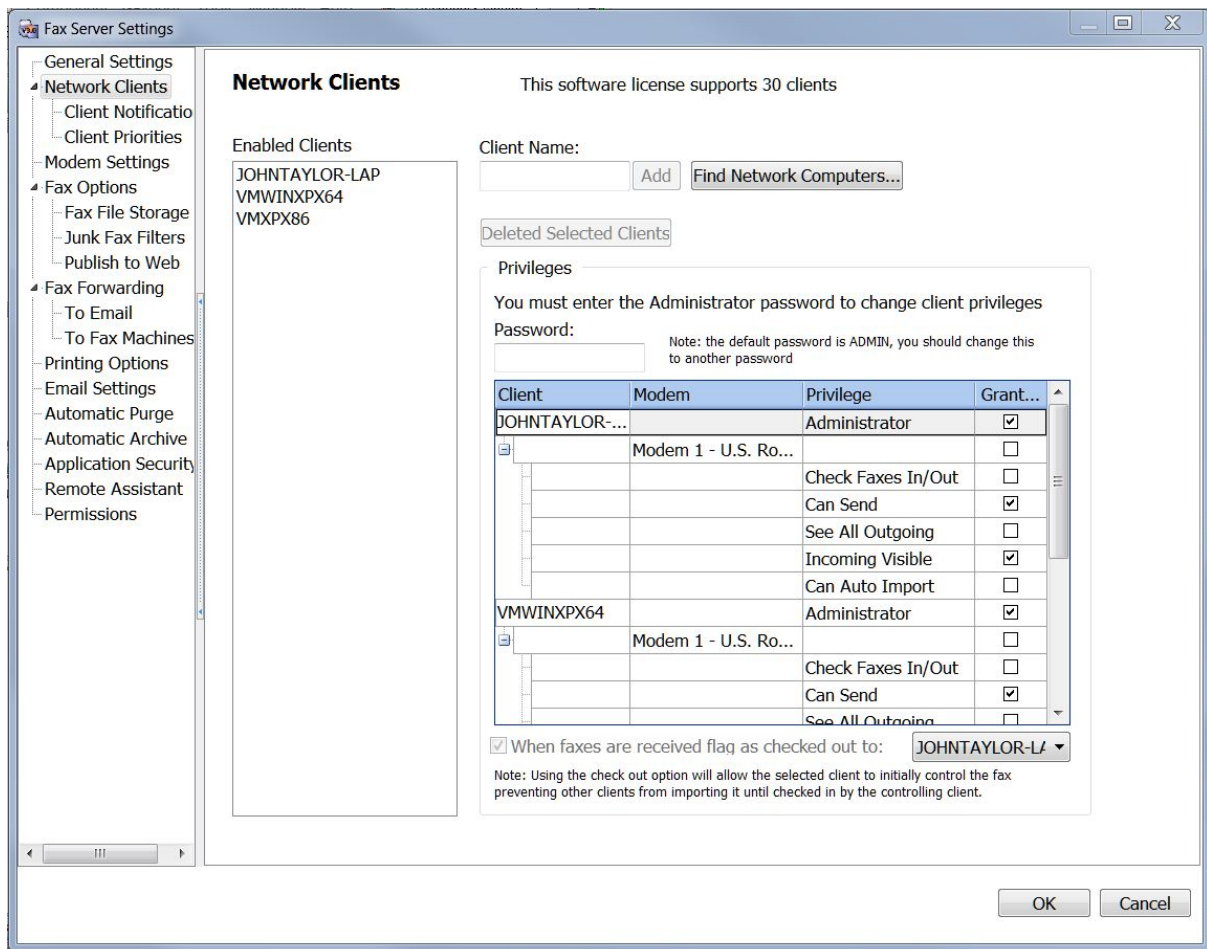 Fax Server Settings
General Settings
Network Clients
Client Notificatio
Client Priorities
Modem Settings
Fax Options
Fax File Storage
Junk Fax Filters
Publish to Web
Fax Forwarding
To Email
To Fax Machines
Printing Options
Email Settings
Automatic Purge
Automatic Archive
Application Security
Remote Assistant
Permissions
Network Clients
This software license supports 30 clients
Enabled Clients
JOHNTAYLOR-LAP
VMWINXPX64
VMXPX86
Client Name:
Add
Find Network Computers...
Deleted Selected Clients
Privileges
You must enter the Administrator password to change client privileges
Password:
Note: the default password is ADMIN, you should change this
to another password
Client Modem Privilege Grant...
JOHNTAYLOR-... Administrator
Modem 1 - U.S. Ro...
Check Faxes In/Out
Can Send
See All Outgoing
Incoming Visible
Can Auto Import
VMWINXPX64 Administrator
Modem 1 - U.S. Ro...
Check Faxes In/Out
Can Send
See All Outgoing
When faxes are received flag as checked out to: JOHNTAYLOR-LA
Note: Using the check out option will allow the selected client to initially control the fax
preventing other clients from importing it until checked in by the controlling client.
OK Cancel